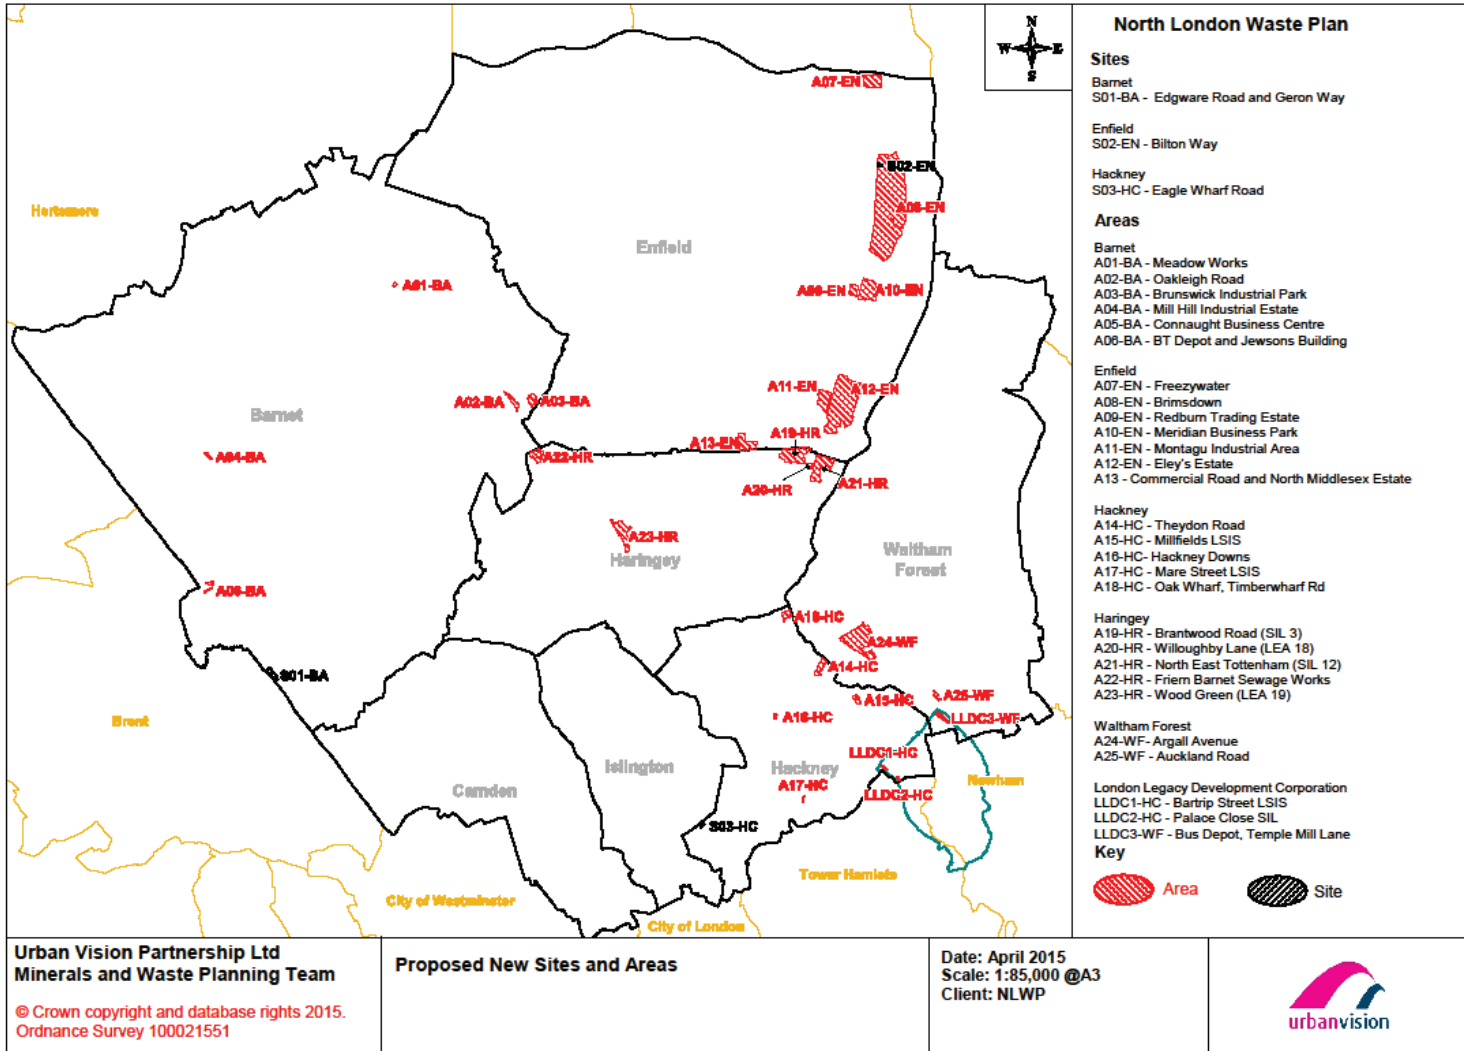 N
W E
S
North London Waste Plan
Sites
Barnet
S01-BA - Edgware Road and Geron Way
Enfield
S02-EN - Bilton Way
Hackney
S03-HC - Eagle Wharf Road
Areas
Barnet
A01-BA - Meadow Works
A02-BA - Oakleigh Road
A03-BA - Brunswick Industrial Park
A04-BA - Mill Hill Industrial Estate
A05-BA - Connaught Business Centre
A06-BA - BT Depot and Jewsons Building
Enfield
A07-EN - Freezywater
A08-EN - Brimsdown
A09-EN - Redburn Trading Estate
A10-EN - Meridian Business Park
A11-EN - Montagu Industrial Area
A12-EN - Eley's Estate
A13 - Commercial Road and North Middlesex Estate
Hackney
A14-HC - Theydon Road
A15-HC - Millfields LSIS
A16-HC- Hackney Downs
A17-HC - Mare Street LSIS
A18-HC - Oak Wharf, Timberwharf Rd
Haringey
A19-HR - Brantwood Road (SIL 3)
A20-HR - Willoughby Lane (LEA 18)
A21-HR - North East Tottenham (SIL 12)
A22-HR - Friern Barnet Sewage Works
A23-HR - Wood Green (LEA 19)
Waltham Forest
A24-WF- Argall Avenue
A25-WF - Auckland Road
London Legacy Development Corporation
LLDC1-HC - Bartrip Street LSIS
LLDC2-HC - Palace Close SIL
LLDC3-WF - Bus Depot, Temple Mill Lane
Key
Area
Site
A07-EN
S02-EN
A08-EN
Hertsmere
Enfield
A01-BA
A09-EN
A10-EN
A11-EN
A12-EN
A02-BA
A03-BA
Barnet
A19-HR
A13-EN
A04-BA
A22-HR
A20-HR
A21-HR
A23-HR
Haringey
Waltham
Forest
A18-HC
A24-WF
A14-HC
S01-BA
A15-HC
A25-WF
LLDC3-WF
Brent
A16-HC
LLDC1-HC
Islington
Hackney
Newham
A17-HC
LLDC2-HC
Camden
S03-HC
Tower Hamlets
City of Westminster
City of London
Urban Vision Partnership Ltd
Minerals and Waste Planning Team
© Crown copyright and database rights 2015.
Ordnance Survey 100021551
Proposed New Sites and Areas
Date: April 2015
Scale: 1:85,000 @A3
Client: NLWP
urbanvision